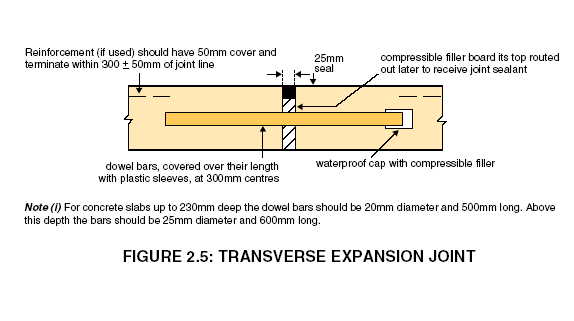 Reinforcement (if used) should have 50mm cover and
terminate within 300 ± 50mm of joint line
25mm
seal
compressible filler board its top routed
out later to receive joint sealant
dowel bars, covered over their length
with plastic sleeves, at 300mm centres
waterproof cap with compressible filler
Note (i) For concrete slabs up to 230mm deep the dowel bars should be 20mm diameter and 500mm long. Above
this depth the bars should be 25mm diameter and 600mm long.
FIGURE 2.5: TRANSVERSE EXPANSION JOINT